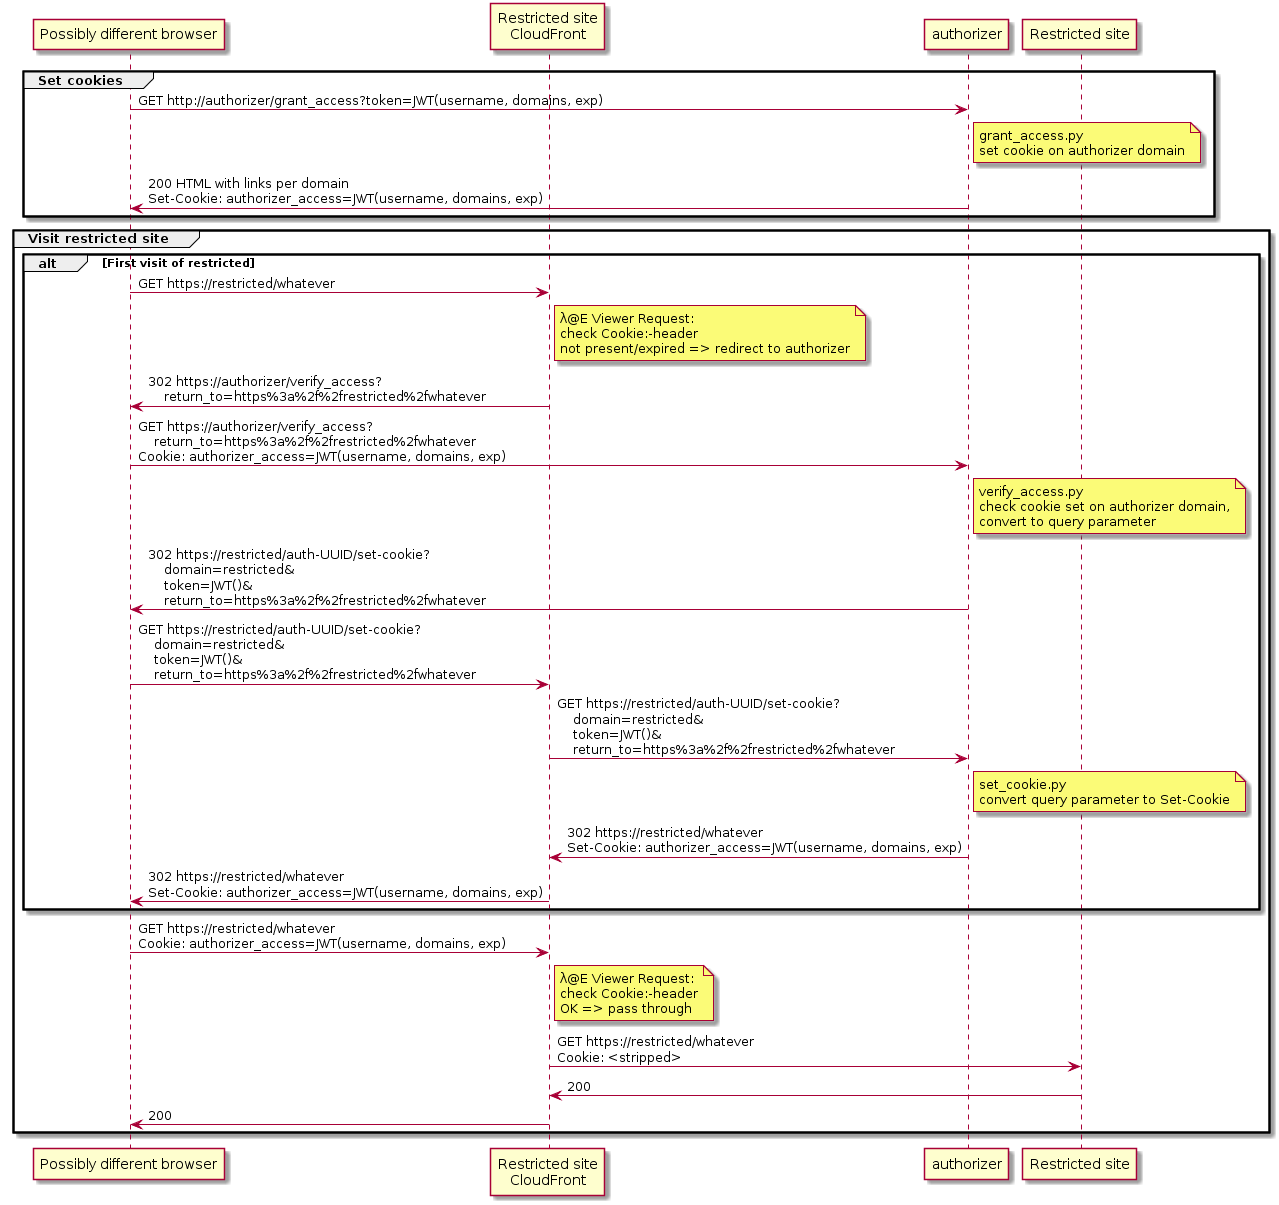 Possibly different browser
Restricted site
CloudFront
authorizer
Restricted site
Set cookies
GET http://authorizer/grant_access?token=JWT(username, domains, exp)
grant_access.py
set cookie on authorizer domain
200 HTML with links per domain
Set-Cookie: authorizer_access=JWT(username, domains, exp)
Visit restricted site
alt [First visit of restricted]
GET https://restricted/whatever
λ@E Viewer Request:
check Cookie:-header
not present/expired => redirect to authorizer
302 https://authorizer/verify_access?
return_to=https%3a%2f%2frestricted%2fwhatever
GET https://authorizer/verify_access?
return_to=https%3a%2f%2frestricted%2fwhatever
Cookie: authorizer_access=JWT(username, domains, exp)
verify_access.py
check cookie set on authorizer domain,
convert to query parameter
302 https://restricted/auth-UUID/set-cookie?
domain=restricted&
token=JWT()&
return_to=https%3a%2f%2frestricted%2fwhatever
GET https://restricted/auth-UUID/set-cookie?
domain=restricted&
token=JWT()&
return_to=https%3a%2f%2frestricted%2fwhatever
GET https://restricted/auth-UUID/set-cookie?
domain=restricted&
token=JWT()&
return_to=https%3a%2f%2frestricted%2fwhatever
set_cookie.py
convert query parameter to Set-Cookie
302 https://restricted/whatever
Set-Cookie: authorizer_access=JWT(username, domains, exp)
302 https://restricted/whatever
Set-Cookie: authorizer_access=JWT(username, domains, exp)
GET https://restricted/whatever
Cookie: authorizer_access=JWT(username, domains, exp)
λ@E Viewer Request:
check Cookie:-header
OK => pass through
GET https://restricted/whatever
Cookie: <stripped>
200
200
Possibly different browser
Restricted site
CloudFront
authorizer
Restricted site